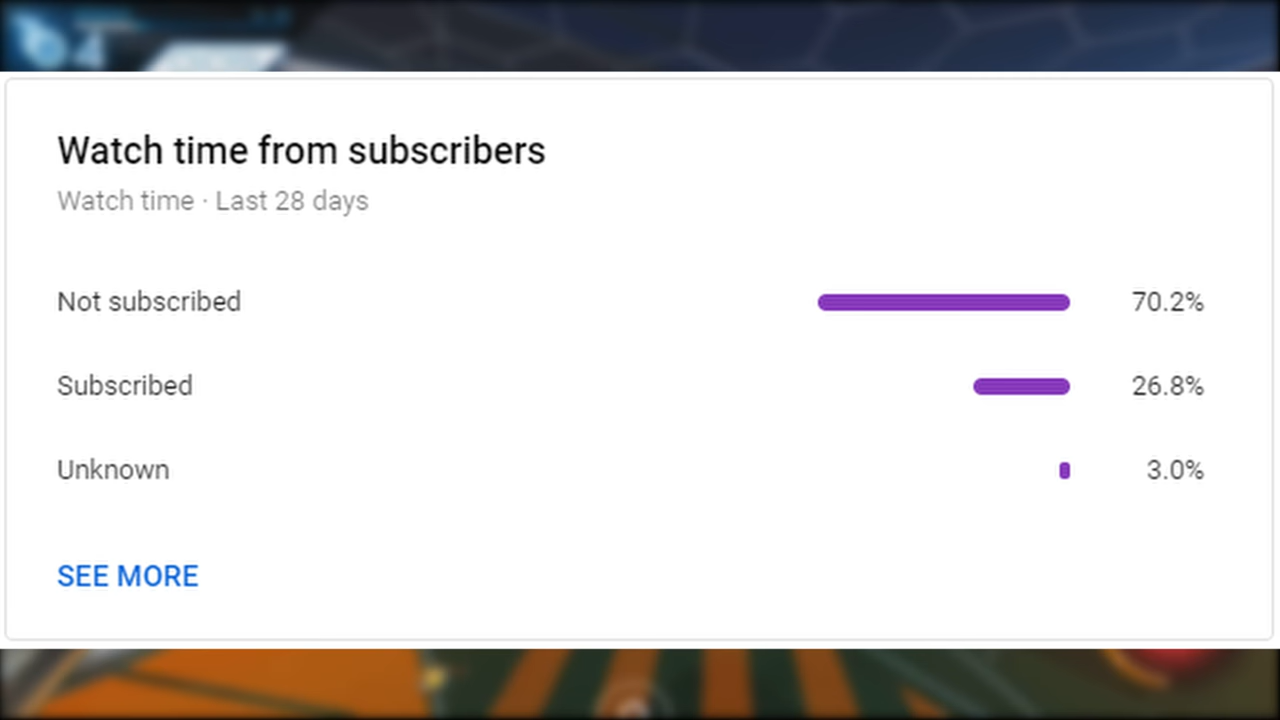 4
Watch time from subscribers
Watch time · Last 28 days
Not subscribed 70.2%
Subscribed 26.8%
Unknown 3.0%
SEE MORE